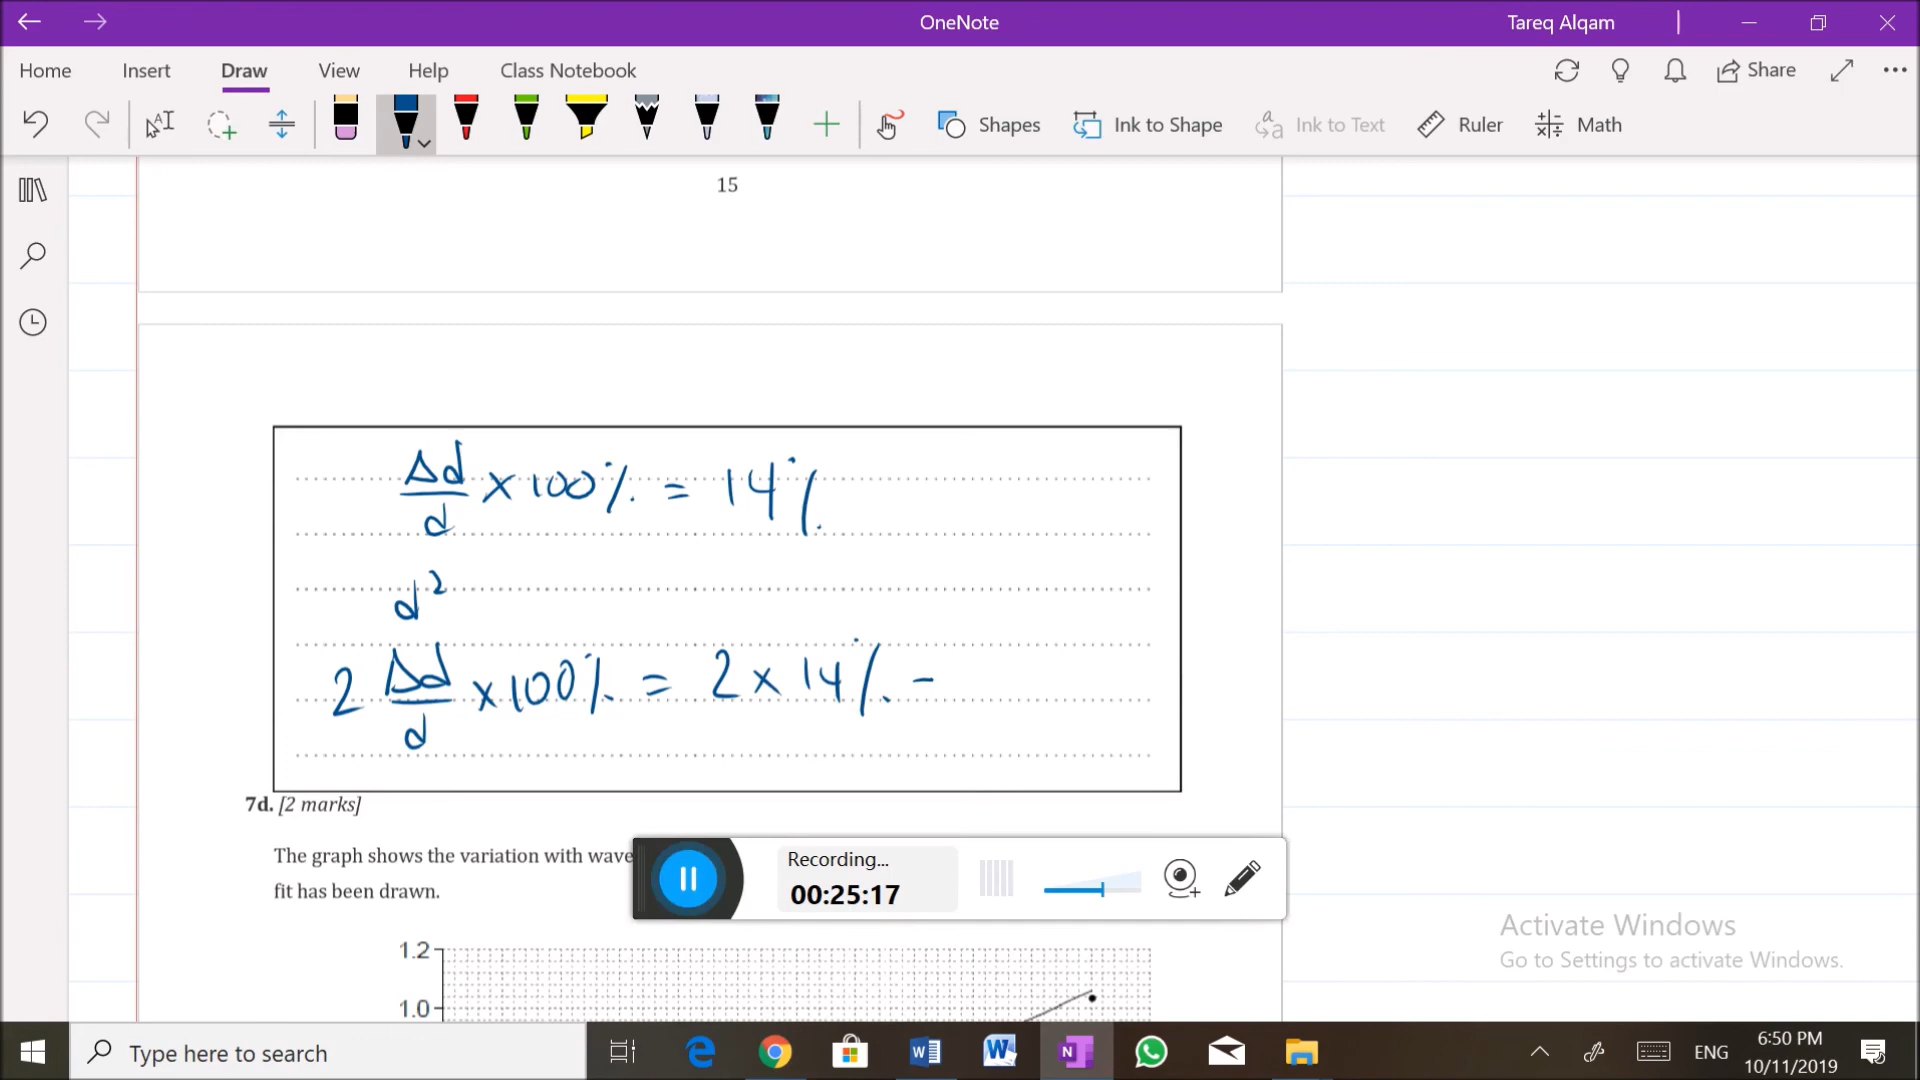 OneNote
Tareq Alqam
Home Insert Draw View Help Class Notebook
Share
Shapes Ink to Shape Ink to Text Ruler Math
15
Δd/d × 100% = 14%
d²
2 Δd/d × 100% = 2 × 14% -
7d. [2 marks]
The graph shows the variation with wave
fit has been drawn.
Recording...
00:25:17
1.2
1.0
Activate Windows
Go to Settings to activate Windows.
Type here to search
ENG
6:50 PM
10/11/2019